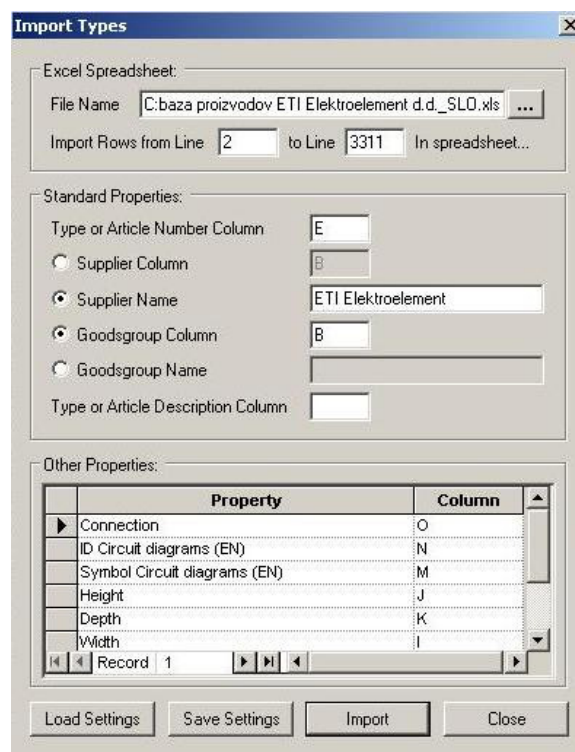 Import Types
Excel Spreadsheet:
File Name C:baza proizvodov ETI Elektroelement d.d._SLO.xls ...
Import Rows from Line 2 to Line 3311 In spreadsheet...
Standard Properties:
Type or Article Number Column E
Supplier Column B
Supplier Name ETI Elektroelement
Goodsgroup Column B
Goodsgroup Name
Type or Article Description Column
Other Properties:
Property Column
Connection O
ID Circuit diagrams (EN) N
Symbol Circuit diagrams (EN) M
Height J
Depth K
Width I
Record 1
Load Settings Save Settings Import Close